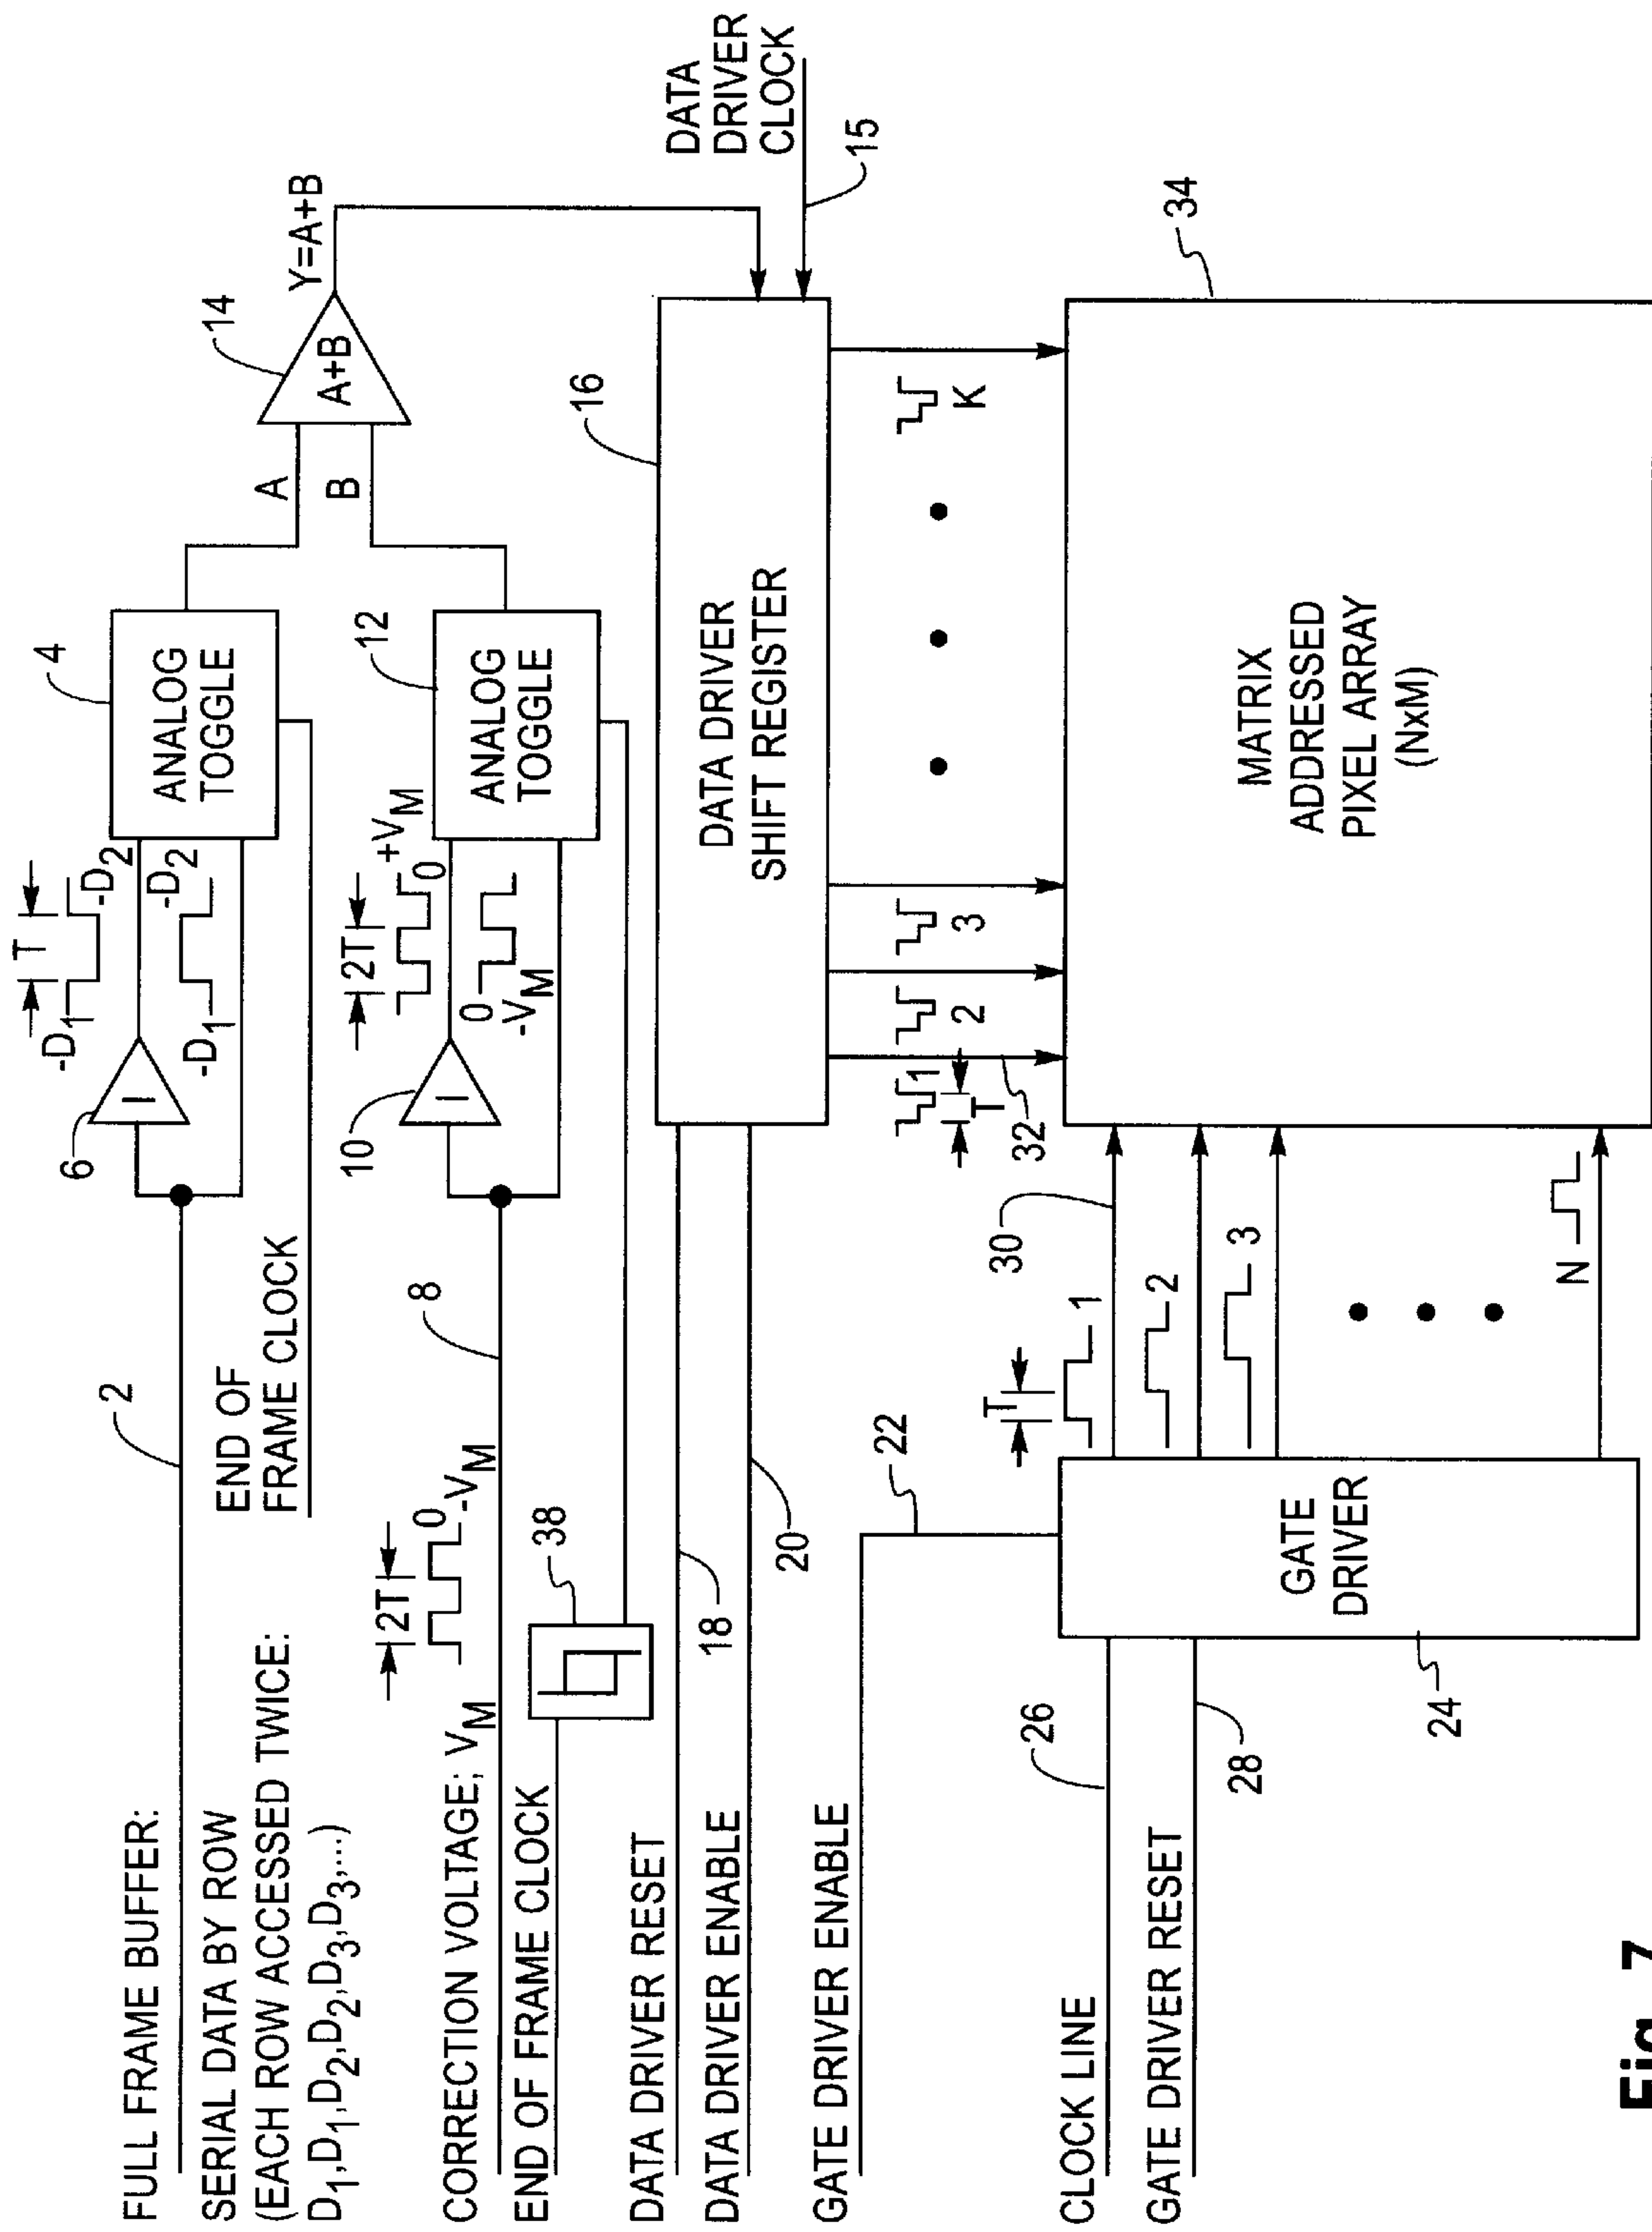 FULL FRAME BUFFER:
SERIAL DATA BY ROW
(EACH ROW ACCESSED TWICE:
D1,D1,D2,D2,D3,D3,....)
2
END OF
FRAME CLOCK
6
I
-D1
T
-D2
-D1
-D2
4
ANALOG
TOGGLE
A
B
14
A+B
Y=A+B
CORRECTION VOLTAGE; VM
2T
0
-VM
8
END OF FRAME CLOCK
38
10
I
2T
+VM
0
0
-VM
12
ANALOG
TOGGLE
DATA
DRIVER
CLOCK
15
DATA DRIVER RESET
18
DATA DRIVER ENABLE
20
16
DATA DRIVER
SHIFT REGISTER
GATE DRIVER ENABLE
22
1
T
32
2
3
K
CLOCK LINE
26
GATE DRIVER RESET
28
GATE
DRIVER
24
T
1
30
2
3
N
34
MATRIX
ADDRESSED
PIXEL ARRAY
(NxM)
Fig. 7